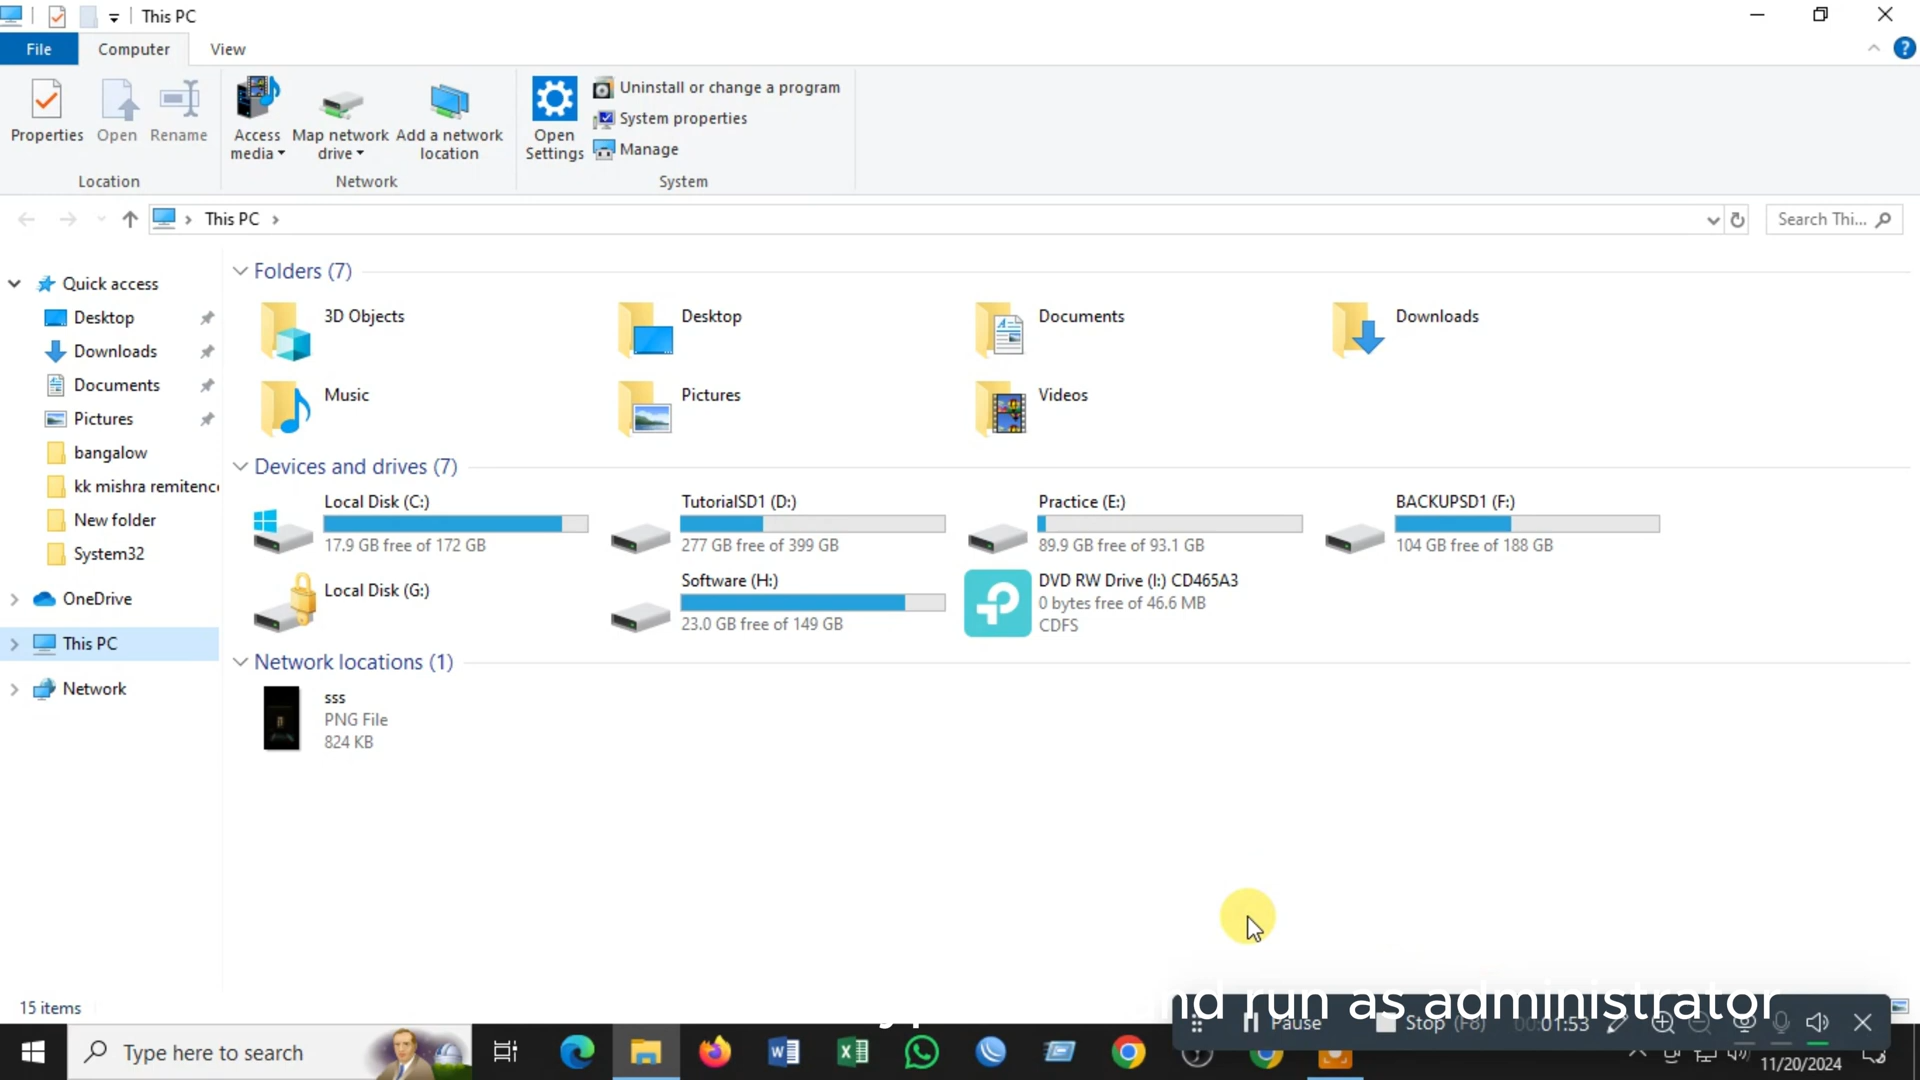 This PC
File Computer View
Uninstall or change a program
System properties
Properties Open Rename Access media Map network drive Add a network location Open Settings Manage
Location Network System
This PC
Search Thi...
Quick access
Desktop
Downloads
Documents
Pictures
bangalow
kk mishra remitence
New folder
System32
OneDrive
This PC
Network
Folders (7)
3D Objects Desktop Documents Downloads
Music Pictures Videos
Devices and drives (7)
Local Disk (C:) TutorialSD1 (D:) Practice (E:) BACKUPSD1 (F:)
17.9 GB free of 172 GB 277 GB free of 399 GB 89.9 GB free of 93.1 GB 104 GB free of 188 GB
Local Disk (G:) Software (H:) DVD RW Drive (I:) CD465A3
23.0 GB free of 149 GB 0 bytes free of 46.6 MB
CDFS
Network locations (1)
sss
PNG File
824 KB
15 items
run as administrator
Pause Stop (F8) 00:01:53
Type here to search
11/20/2024